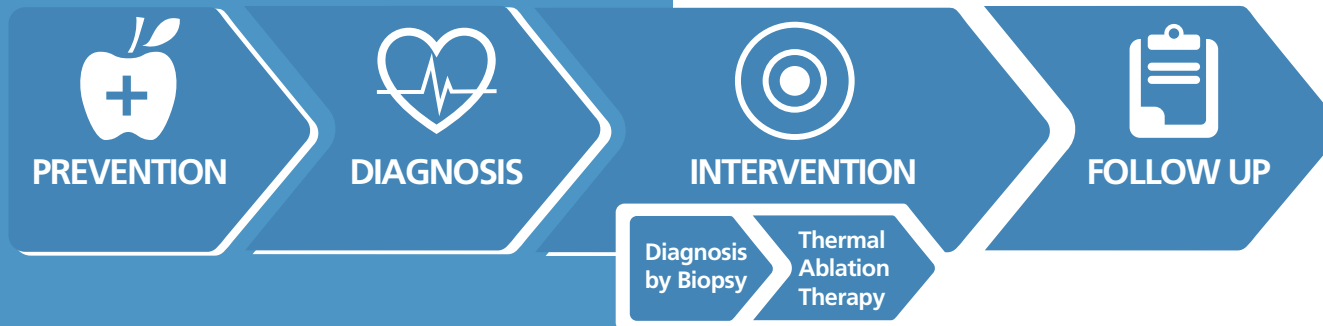 PREVENTION
DIAGNOSIS
INTERVENTION
FOLLOW UP
Diagnosis
by Biopsy
Thermal
Ablation
Therapy